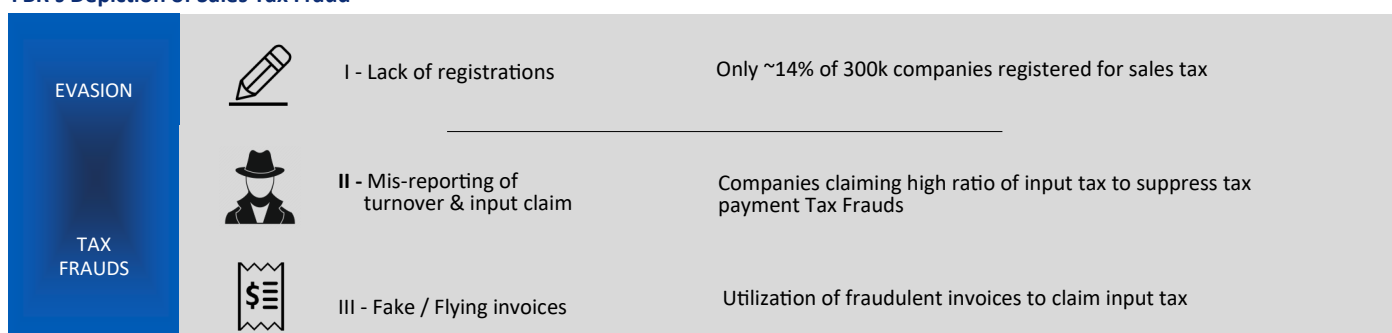 EVASION
I - Lack of registrations
Only ~14% of 300k companies registered for sales tax
II - Mis-reporting of
turnover & input claim
Companies claiming high ratio of input tax to suppress tax
payment Tax Frauds
TAX
FRAUDS
$
III - Fake / Flying invoices
Utilization of fraudulent invoices to claim input tax